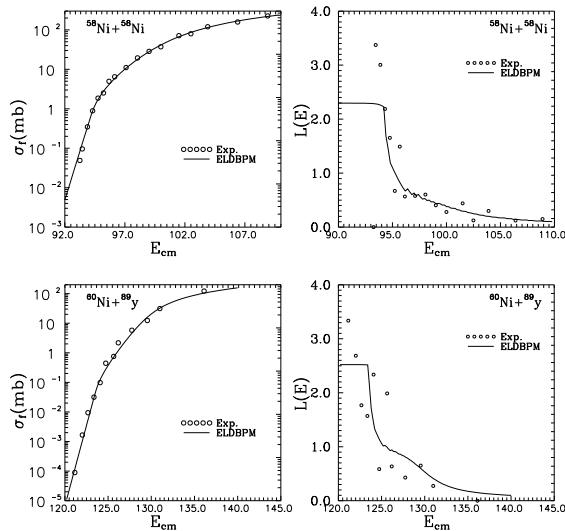 ⁵⁸Ni+⁵⁸Ni
σf(mb)
10²
10
1
10⁻¹
10⁻²
10⁻³
Exp.
ELDBPM
92.0 97.0 102.0 107.0
Ecm
⁵⁸Ni+⁵⁸Ni
L(E)
4.0
3.0
2.0
1.0
0.0
Exp.
ELDBPM
90.0 95.0 100.0 105.0 110.0
Ecm
⁶⁰Ni+⁸⁹y
σf(mb)
10²
10
1
10⁻¹
10⁻²
10⁻³
10⁻⁴
10⁻⁵
Exp.
ELDBPM
120.0 125.0 130.0 135.0 140.0 145.0
Ecm
⁶⁰Ni+⁸⁹y
L(E)
4.0
3.0
2.0
1.0
0.0
Exp.
ELDBPM
120.0 125.0 130.0 135.0 140.0 145.0
Ecm